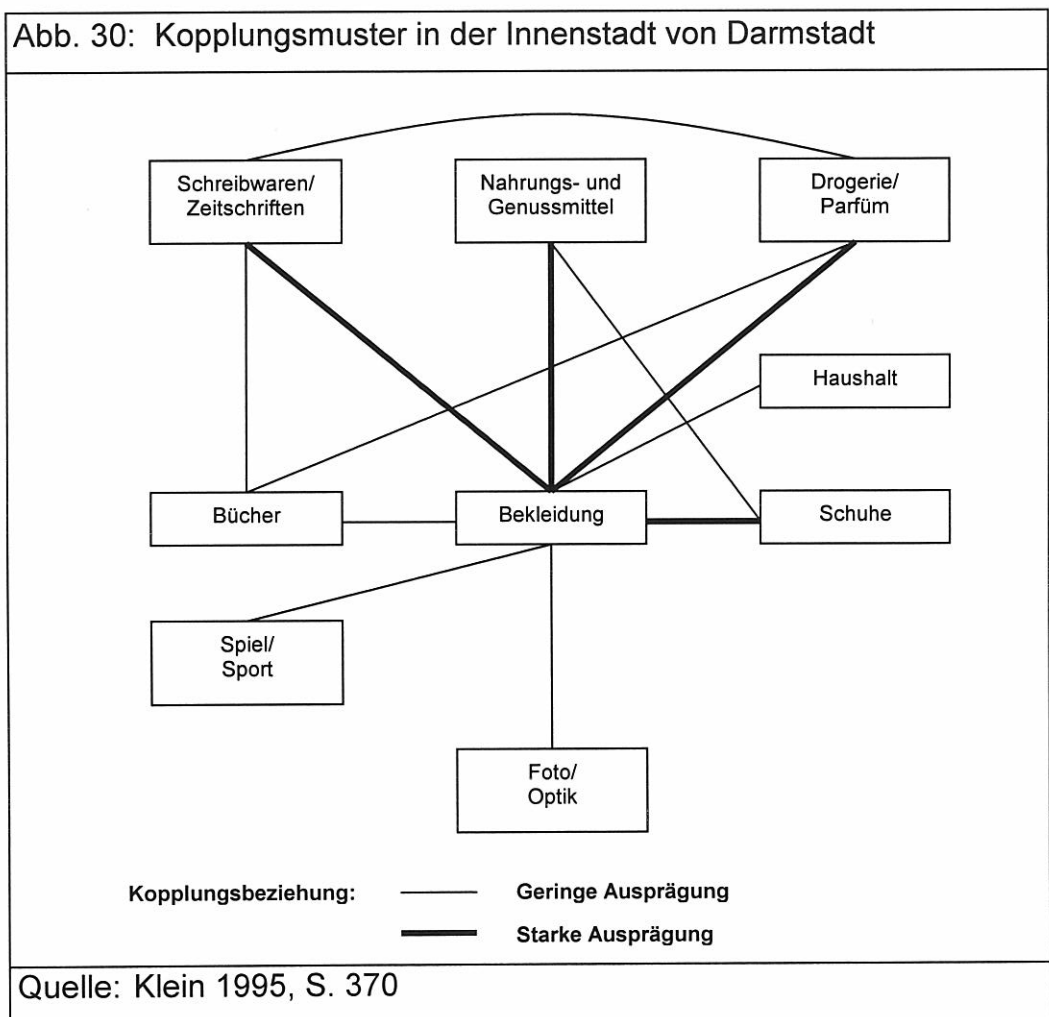 Abb. 30: Kopplungsmuster in der Innenstadt von Darmstadt
Schreibwaren/
Zeitschriften
Nahrungs- und
Genussmittel
Drogerie/
Parfüm
Haushalt
Bücher
Bekleidung
Schuhe
Spiel/
Sport
Foto/
Optik
Kopplungsbeziehung:
Geringe Ausprägung
Starke Ausprägung
Quelle: Klein 1995, S. 370